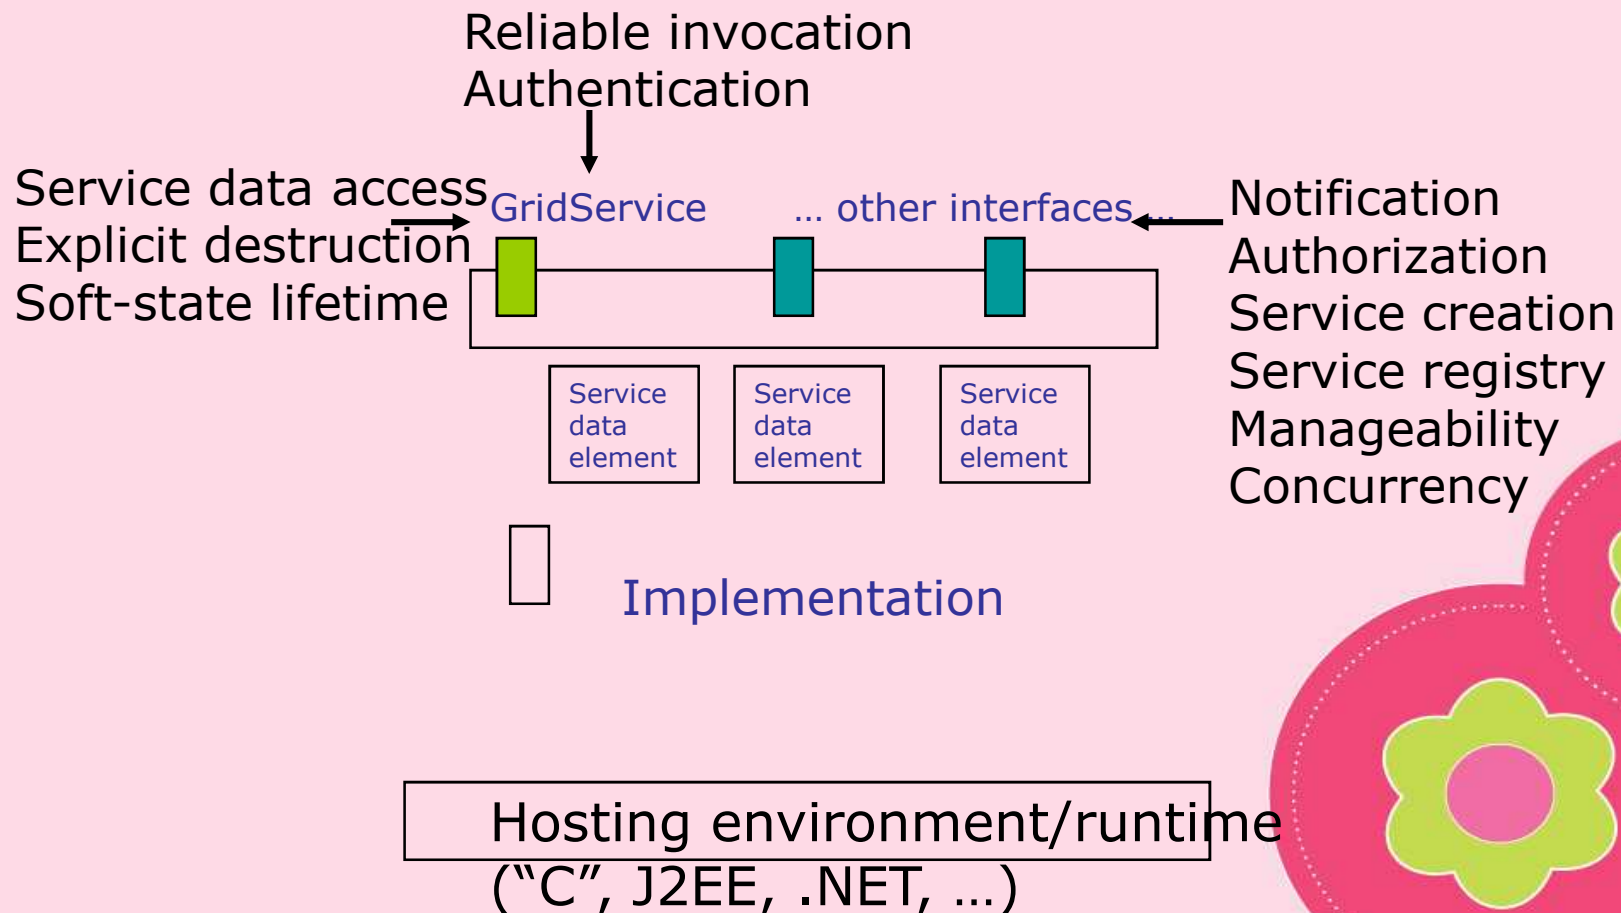 Reliable invocation
Authentication
Service data access
Explicit destruction
Soft-state lifetime
GridService
… other interfaces …
Notification
Authorization
Service creation
Service registry
Manageability
Concurrency
Service
data
element
Service
data
element
Service
data
element
Implementation
Hosting environment/runtime
(“C”, J2EE, .NET, …)